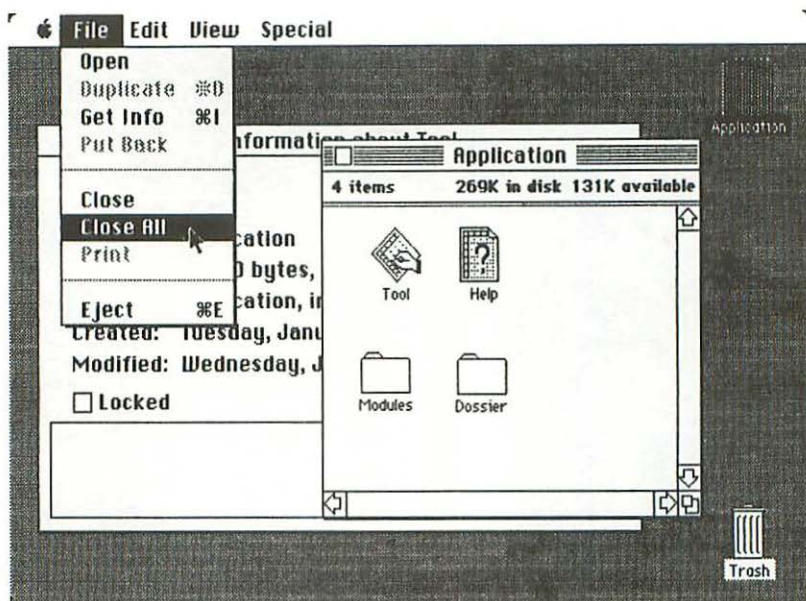 File Edit View Special
Open
Duplicate ⌘D
Get Info ⌘I
Put Back
Close
Close All
Print
Eject ⌘E
Information about Tool
cation
0 bytes,
cation, in
Created: Tuesday, Janu
Modified: Wednesday, J
Locked
Application
4 items 269K in disk 131K available
Tool Help
Modules Dossier
Application
Trash